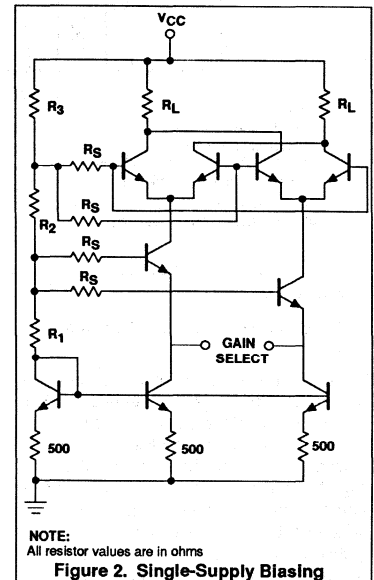 VCC
R3
RL
RL
RS
R2
RS
RS
RS
R1
GAIN
SELECT
500
500
500
NOTE:
All resistor values are in ohms
Figure 2. Single-Supply Biasing